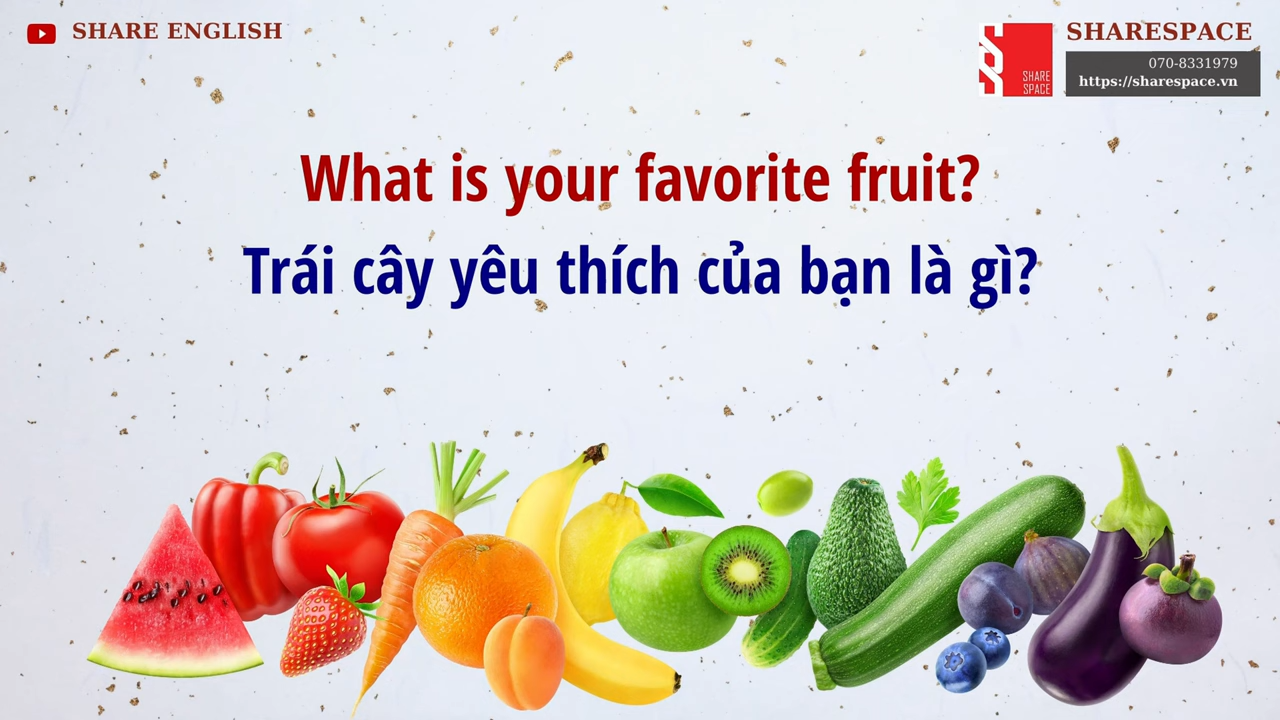 SHARE ENGLISH
SHARESPACE
070-8331979
https://sharespace.vn
SHARE
SPACE
What is your favorite fruit?
Trái cây yêu thích của bạn là gì?